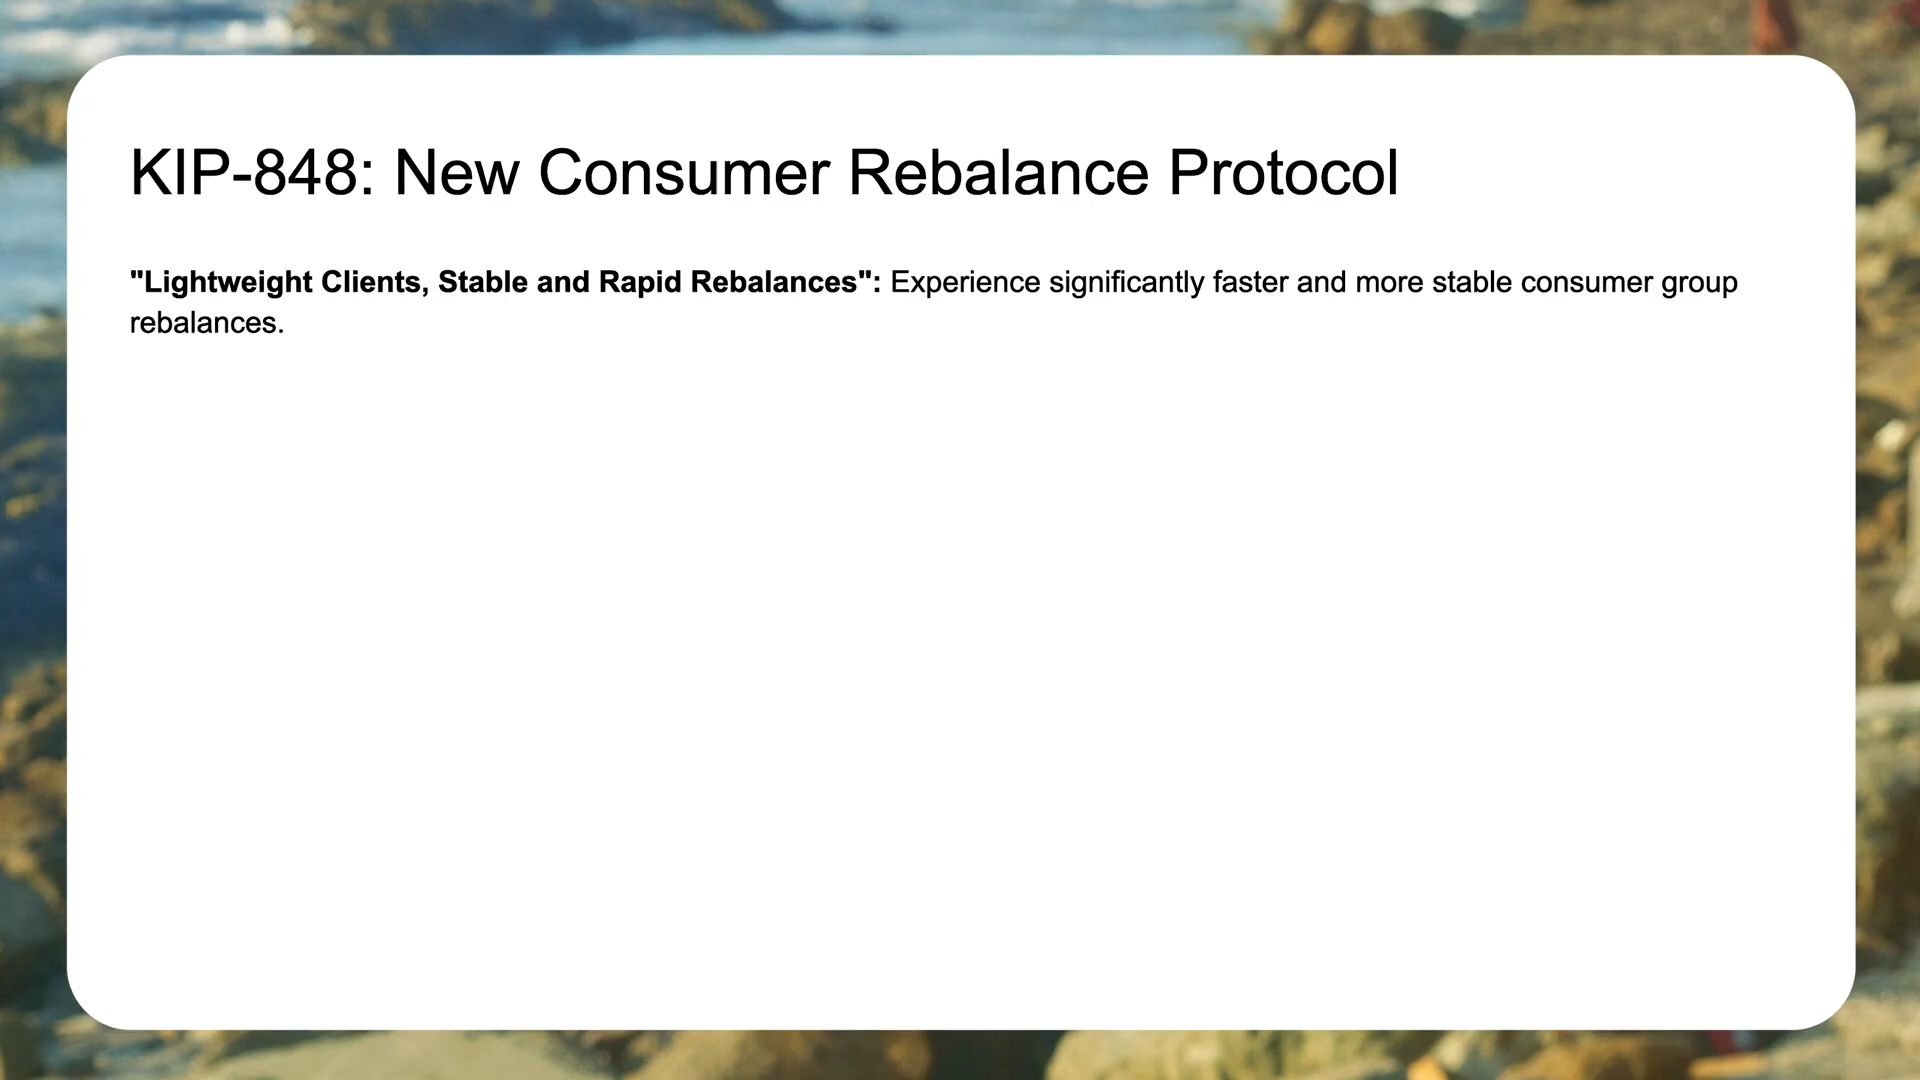 KIP-848: New Consumer Rebalance Protocol
"Lightweight Clients, Stable and Rapid Rebalances": Experience significantly faster and more stable consumer group
rebalances.